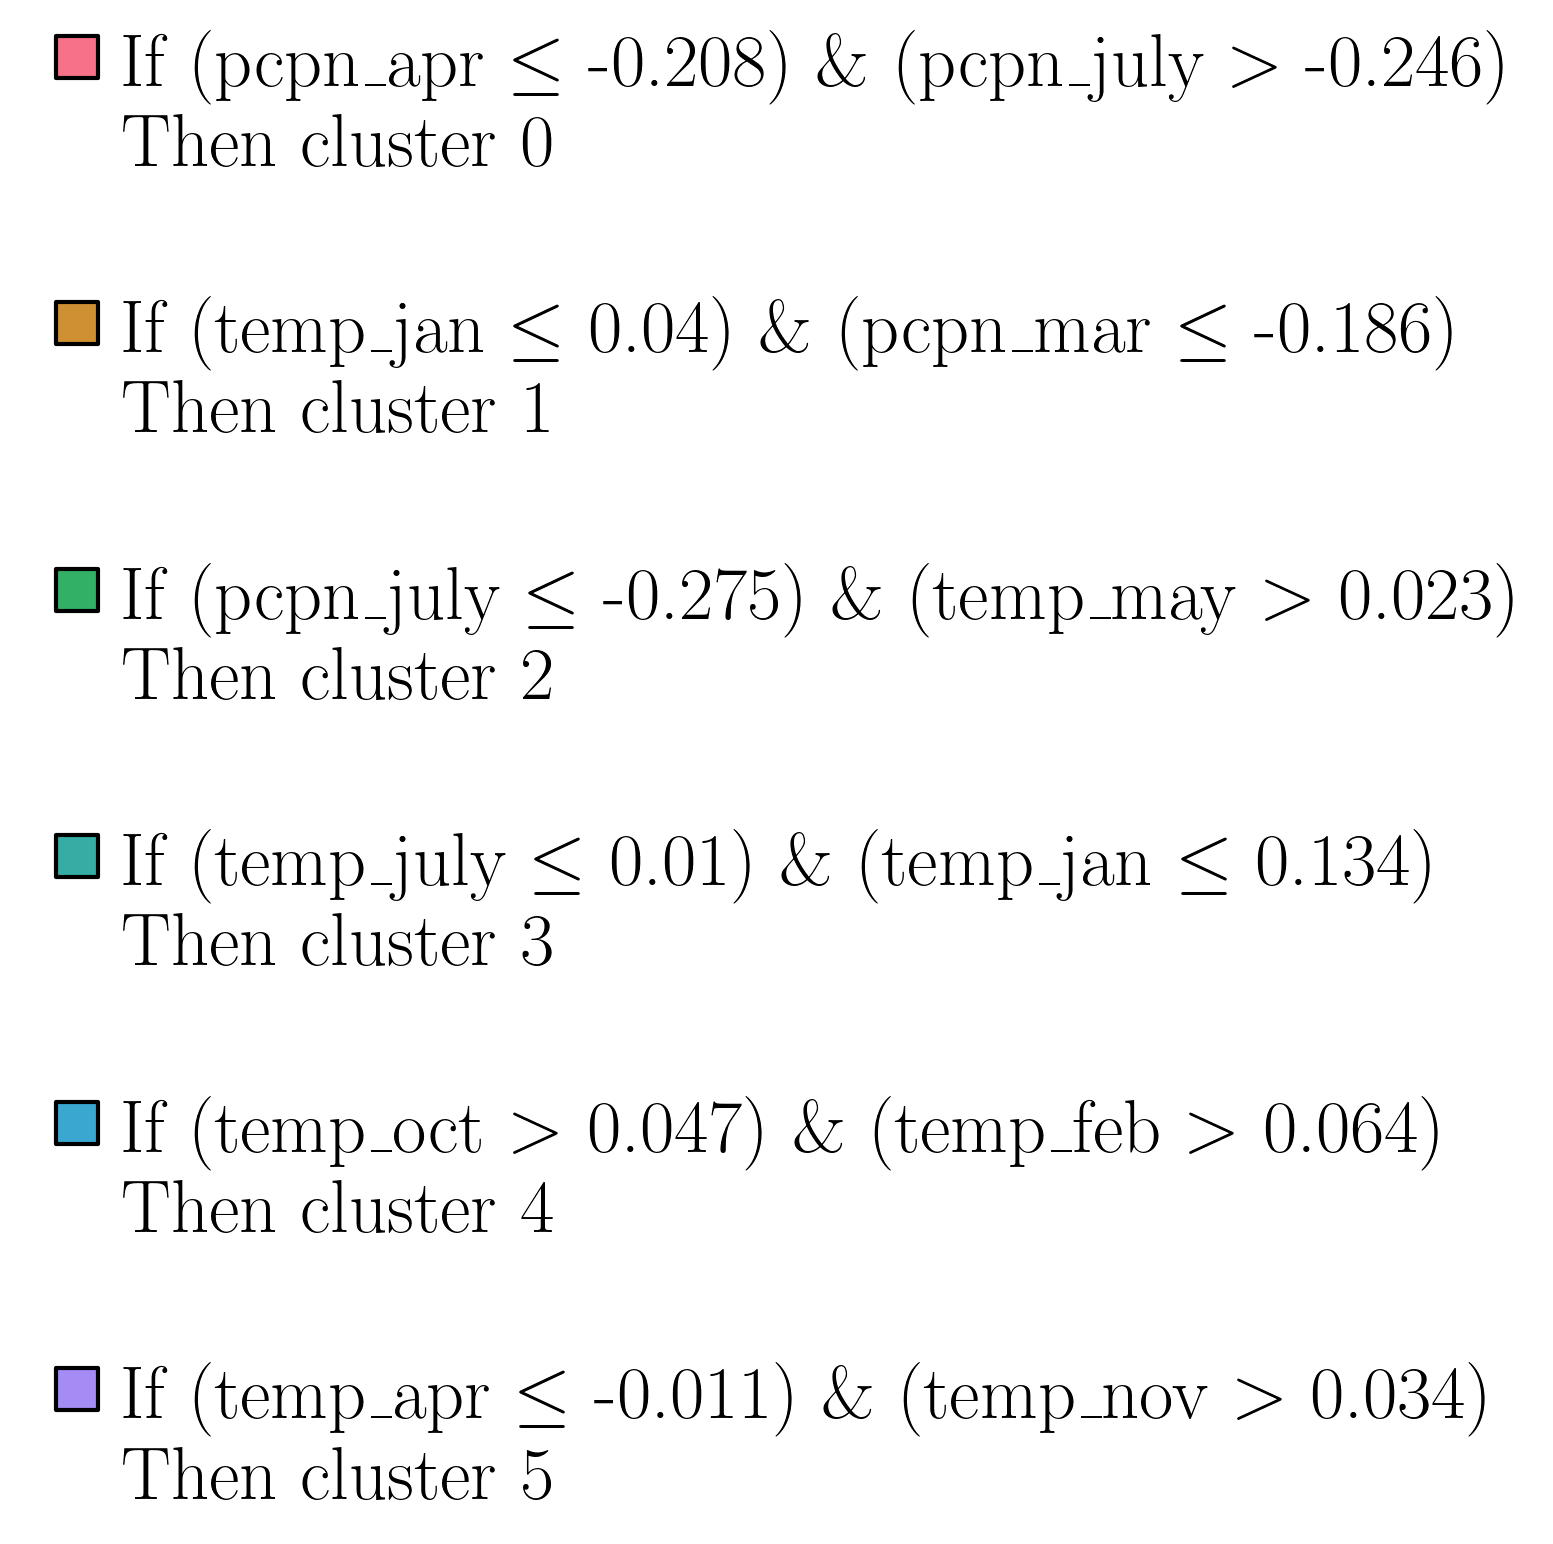 If (pcpn_apr ≤ -0.208) & (pcpn_july > -0.246)
Then cluster 0
If (temp_jan ≤ 0.04) & (pcpn_mar ≤ -0.186)
Then cluster 1
If (pcpn_july ≤ -0.275) & (temp_may > 0.023)
Then cluster 2
If (temp_july ≤ 0.01) & (temp_jan ≤ 0.134)
Then cluster 3
If (temp_oct > 0.047) & (temp_feb > 0.064)
Then cluster 4
If (temp_apr ≤ -0.011) & (temp_nov > 0.034)
Then cluster 5